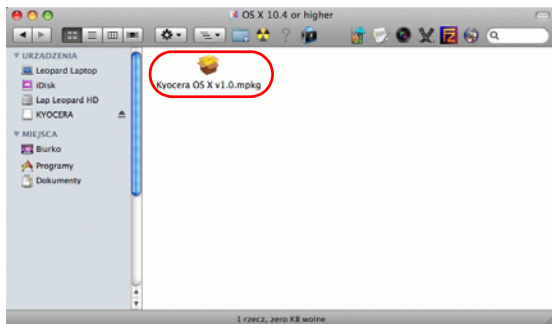 OS X 10.4 or higher
URZĄDZENIA
Leopard Laptop
iDisk
Lap Leopard HD
KYOCERA
MIEJSCA
Biurko
Programy
Dokumenty
Kyocera OS X v1.0.mpkg
1 rzecz, zero KB wolne